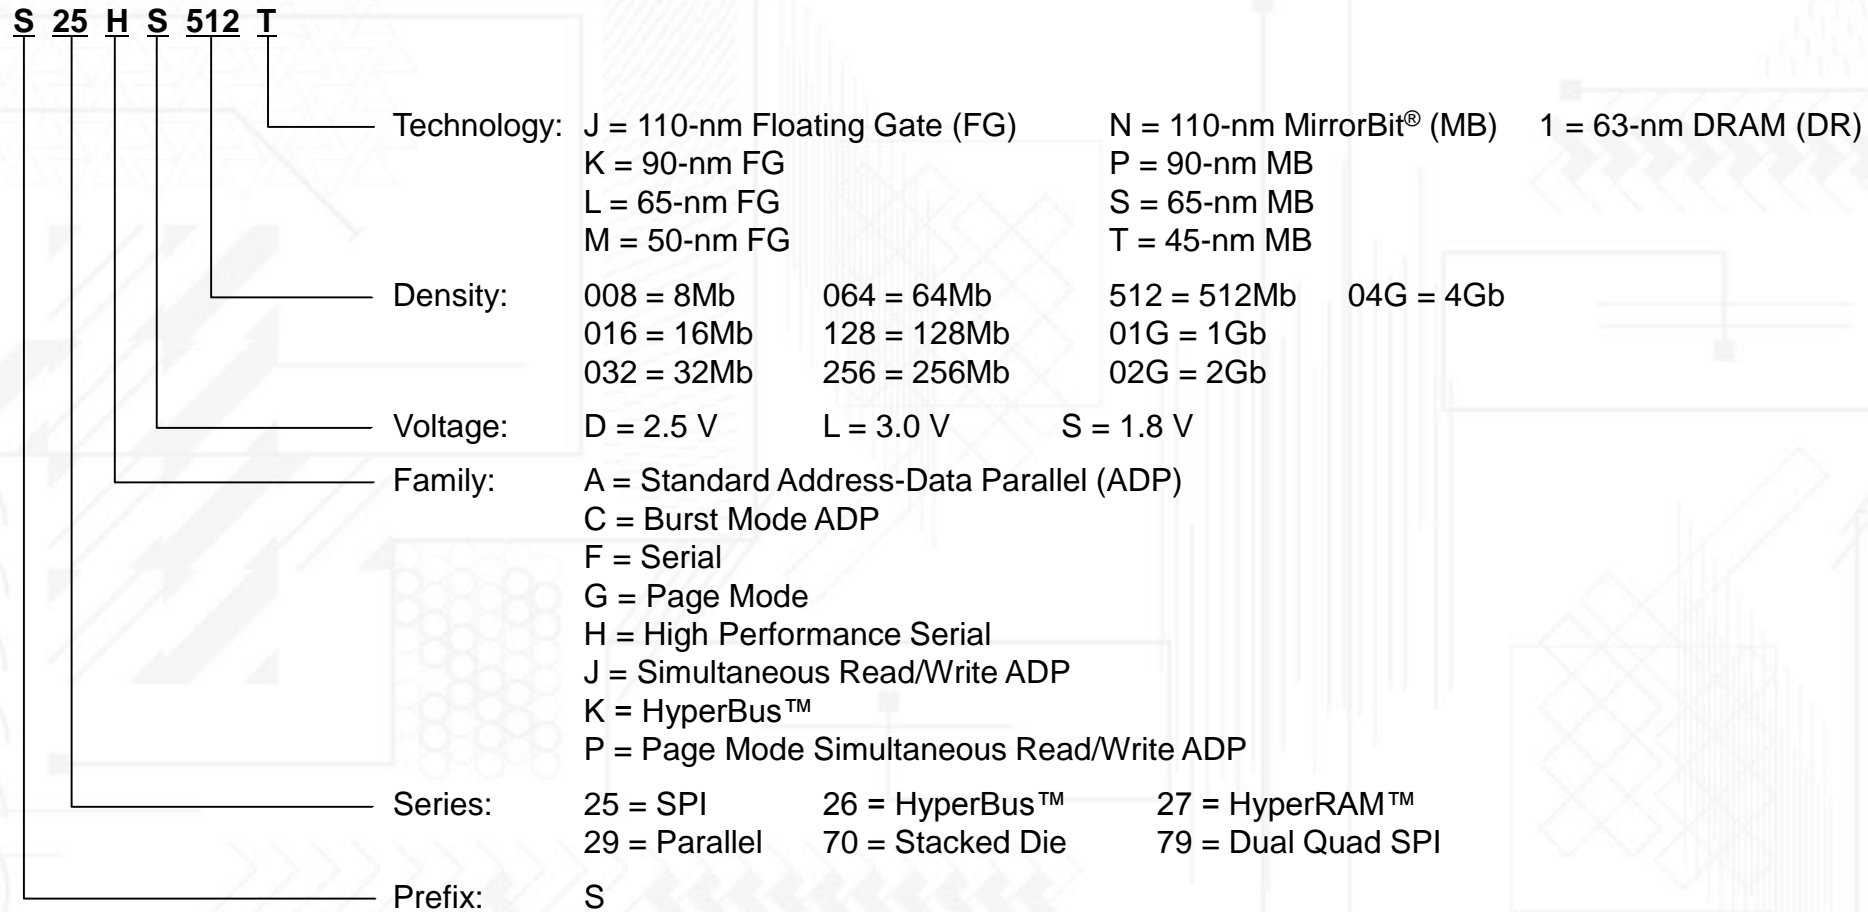 S 25 H S 512 T
Technology: J = 110-nm Floating Gate (FG) N = 110-nm MirrorBit® (MB) 1 = 63-nm DRAM (DR)
K = 90-nm FG P = 90-nm MB
L = 65-nm FG S = 65-nm MB
M = 50-nm FG T = 45-nm MB
Density: 008 = 8Mb 064 = 64Mb 512 = 512Mb 04G = 4Gb
016 = 16Mb 128 = 128Mb 01G = 1Gb
032 = 32Mb 256 = 256Mb 02G = 2Gb
Voltage: D = 2.5 V L = 3.0 V S = 1.8 V
Family: A = Standard Address-Data Parallel (ADP)
C = Burst Mode ADP
F = Serial
G = Page Mode
H = High Performance Serial
J = Simultaneous Read/Write ADP
K = HyperBus™
P = Page Mode Simultaneous Read/Write ADP
Series: 25 = SPI 26 = HyperBus™ 27 = HyperRAM™
29 = Parallel 70 = Stacked Die 79 = Dual Quad SPI
Prefix: S